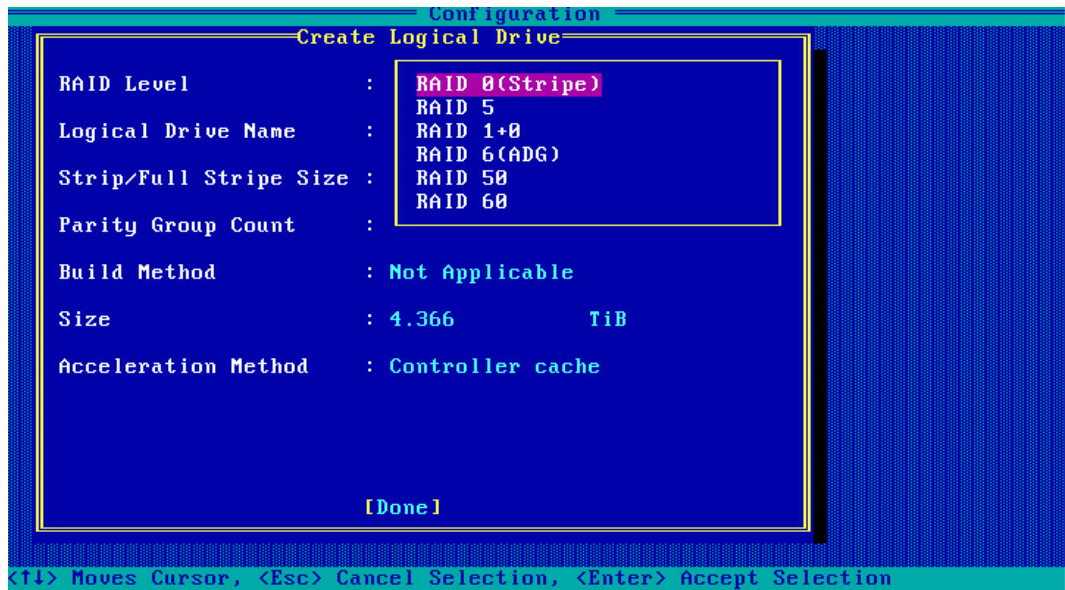 Configuration
Create Logical Drive
RAID Level :
RAID 0(Stripe)
RAID 5
Logical Drive Name :
RAID 1+0
RAID 6(ADG)
Strip/Full Stripe Size :
RAID 50
RAID 60
Parity Group Count :
Build Method : Not Applicable
Size : 4.366 TiB
Acceleration Method : Controller cache
[Done]
<↑↓> Moves Cursor, <Esc> Cancel Selection, <Enter> Accept Selection